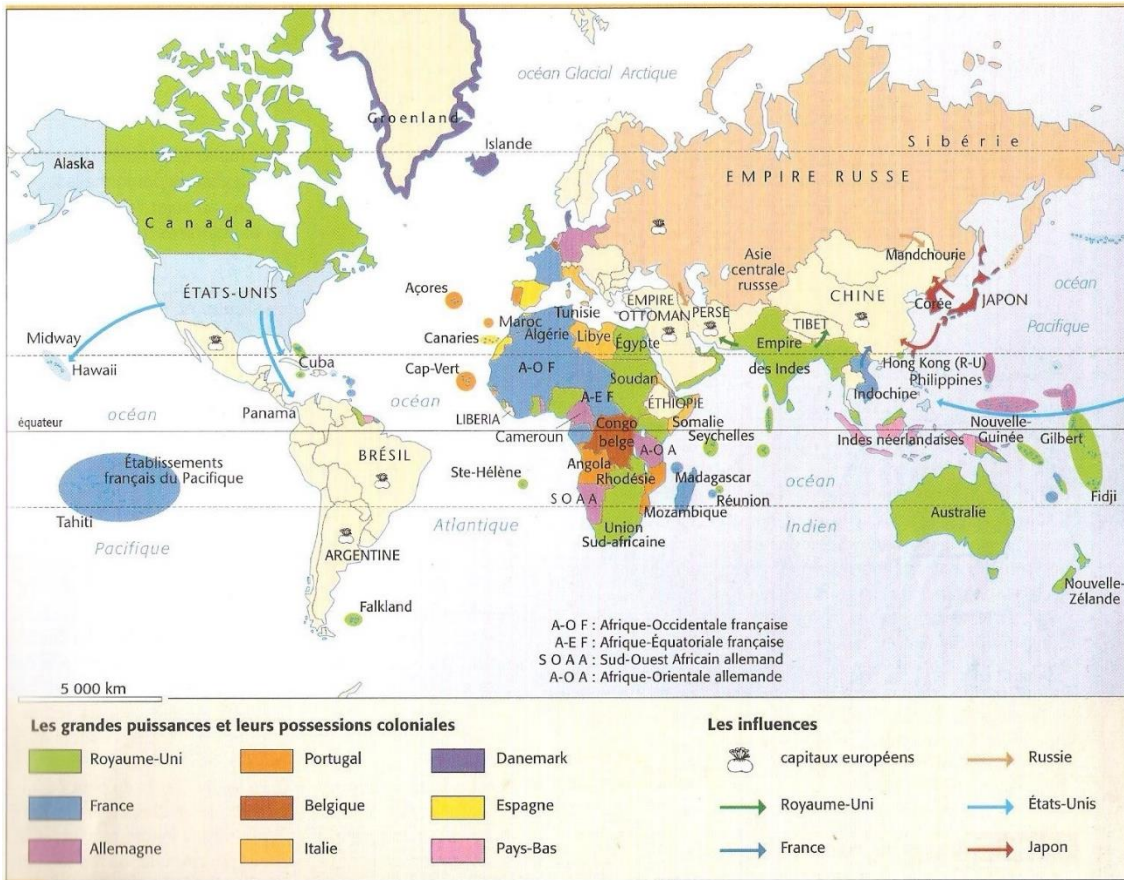 océan Glacial Arctique
Groenland
Islande
Alaska
Sibérie
EMPIRE RUSSE
Canada
Mandchourie
Asie
centrale
russse
ÉTATS-UNIS
Açores
océan
Pacifique
CHINE
Corée
JAPON
Tunisie
EMPIRE
OTTOMAN
PERSE
TIBET
Midway
Maroc
Algérie
Libye
Égypte
Canaries
Empire
des Indes
Hong Kong (R-U)
Philippines
Hawaii
Cuba
Cap-Vert
A-O F
Soudan
Indochine
océan
Panama
océan
A-E F
ÉTHIOPIE
LIBERIA
équateur
Cameroun
Congo
belge
Somalie
Seychelles
Indes néerlandaises
Nouvelle-
Guinée
Gilbert
BRÉSIL
A-O A
Établissements
français du Pacifique
Ste-Hélène
Angola
Rhodésie
Madagascar
océan
Fidji
Tahiti
S O A A
Mozambique
Réunion
Australie
Pacifique
Atlantique
Indien
Union
Sud-africaine
ARGENTINE
Nouvelle-
Zélande
Falkland
A-O F : Afrique-Occidentale française
A-E F : Afrique-Équatoriale française
S O A A : Sud-Ouest Africain allemand
A-O A : Afrique-Orientale allemande
5 000 km
Les grandes puissances et leurs possessions coloniales
Royaume-Uni
Portugal
Danemark
France
Belgique
Espagne
Allemagne
Italie
Pays-Bas
Les influences
capitaux européens
Russie
Royaume-Uni
États-Unis
France
Japon